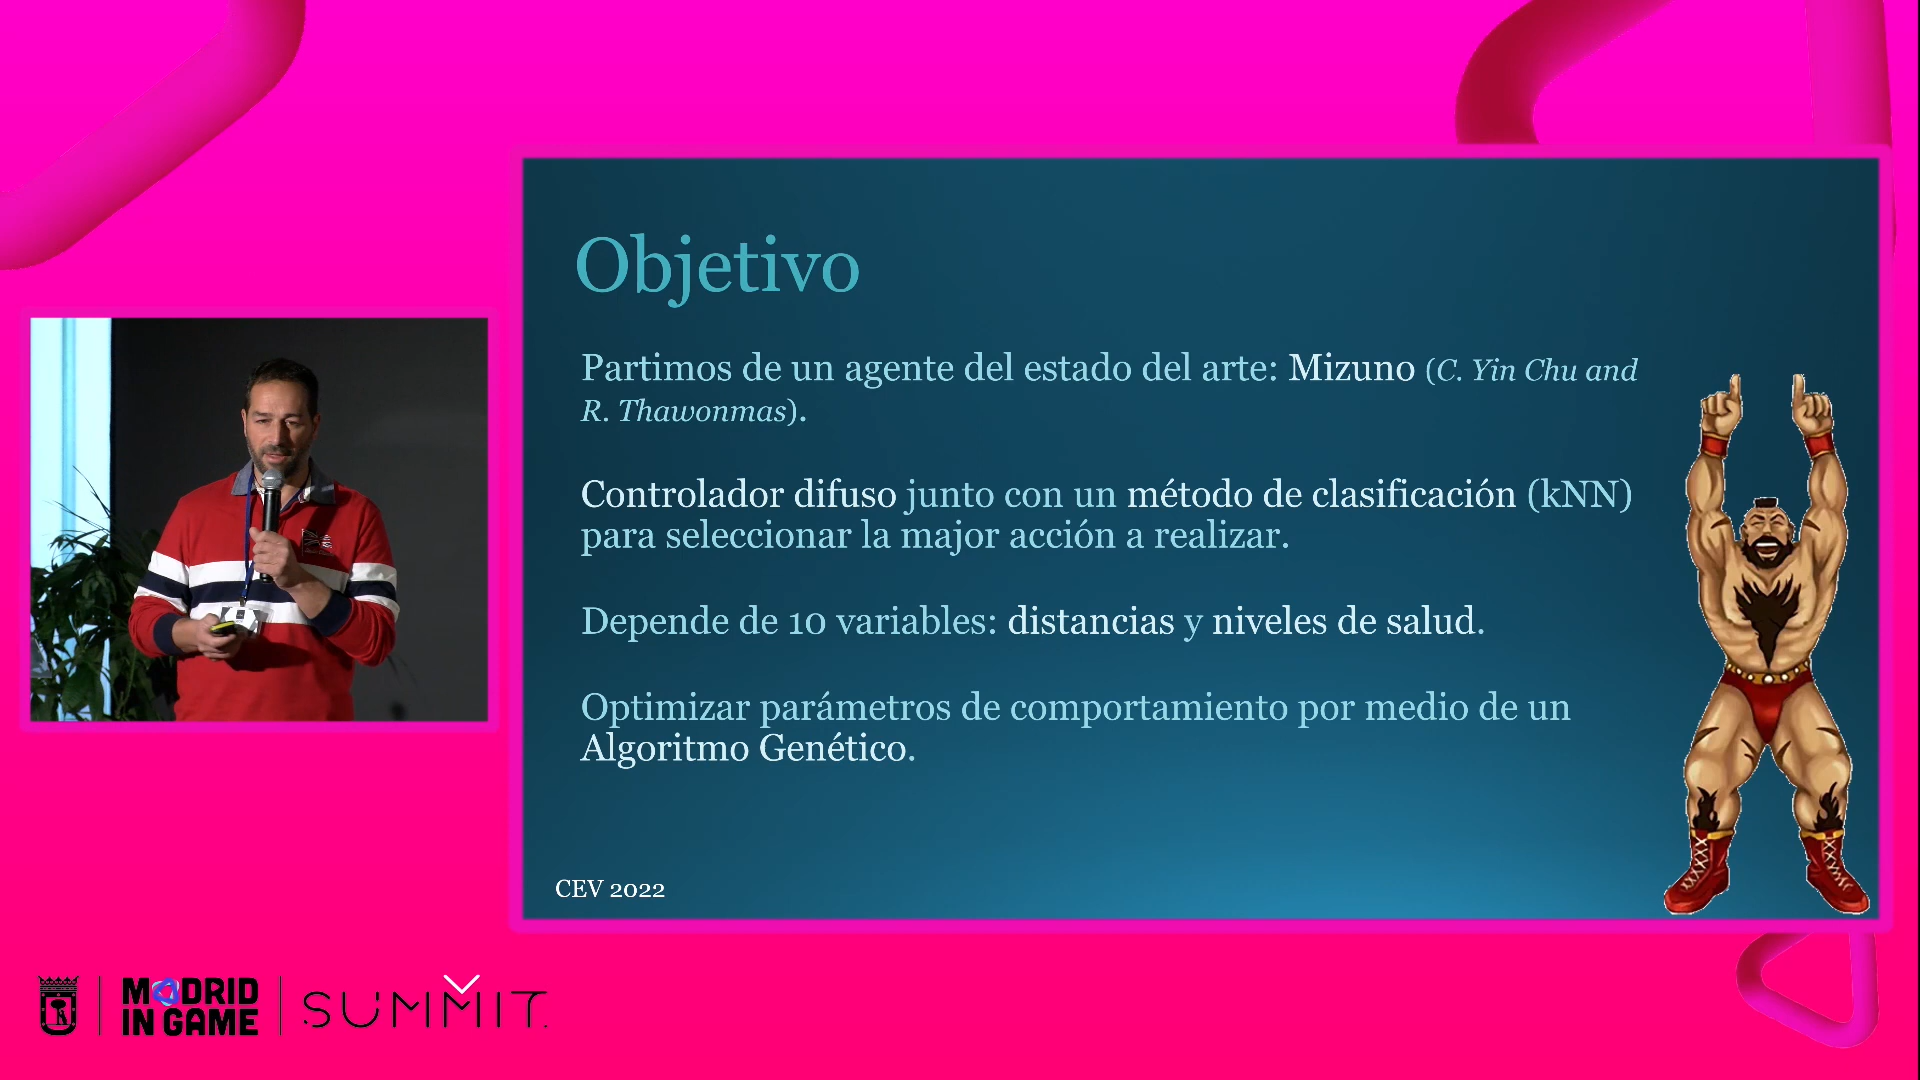 Objetivo
Partimos de un agente del estado del arte: Mizuno (C. Yin Chu and
R. Thawonmas).
Controlador difuso junto con un método de clasificación (kNN)
para seleccionar la major acción a realizar.
Depende de 10 variables: distancias y niveles de salud.
Optimizar parámetros de comportamiento por medio de un
Algoritmo Genético.
CEV 2022
MADRID
IN GAME
SUMMIT.